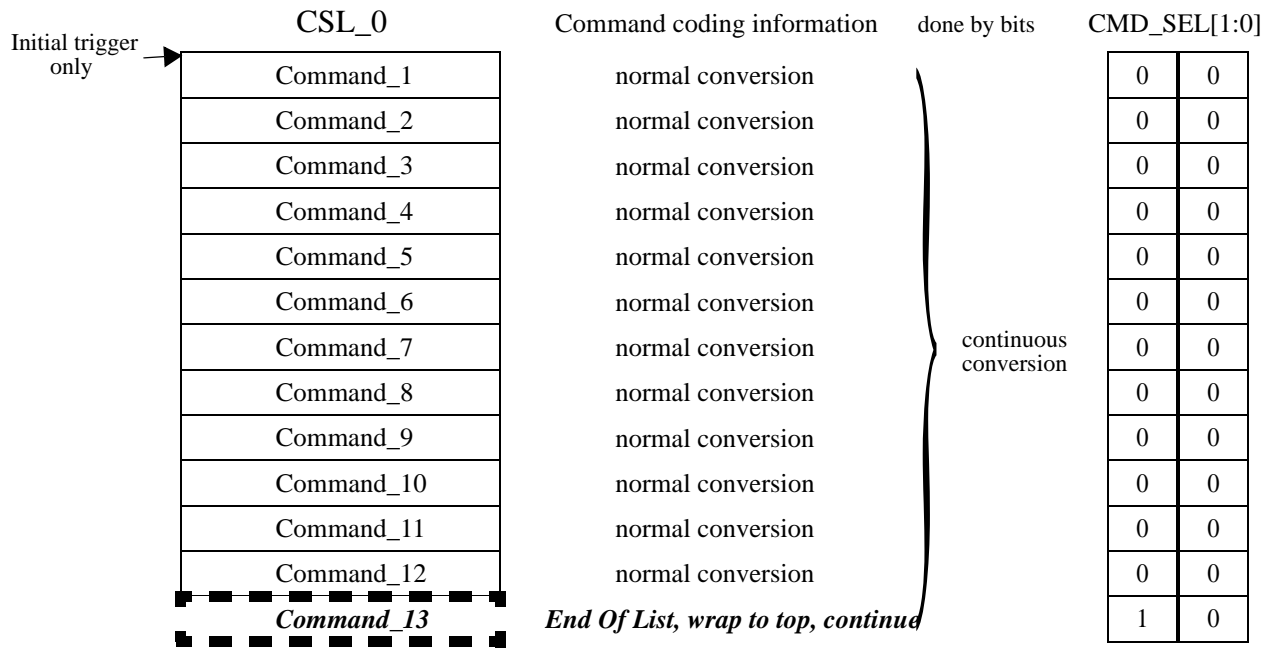 CSL_0 Command coding information done by bits CMD_SEL[1:0]
Initial trigger
only
Command_1 normal conversion 0 0
Command_2 normal conversion 0 0
Command_3 normal conversion 0 0
Command_4 normal conversion 0 0
Command_5 normal conversion 0 0
Command_6 normal conversion 0 0
Command_7 normal conversion continuous conversion 0 0
Command_8 normal conversion 0 0
Command_9 normal conversion 0 0
Command_10 normal conversion 0 0
Command_11 normal conversion 0 0
Command_12 normal conversion 0 0
Command_13 End Of List, wrap to top, continue 1 0